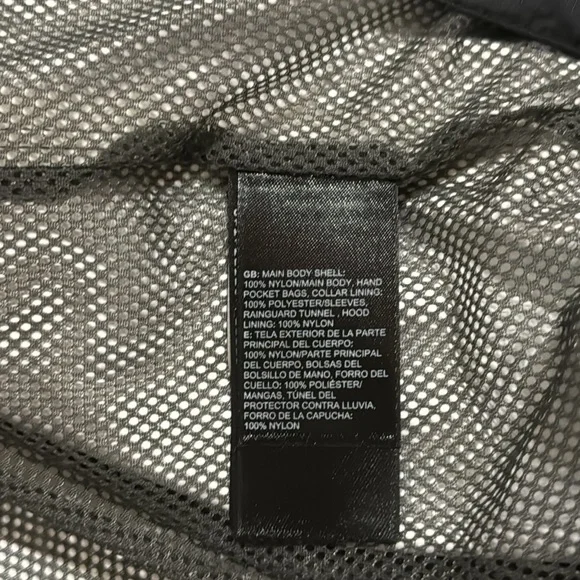 GB: MAIN BODY SHELL:
100% NYLON/MAIN BODY, HAND
POCKET BAGS, COLLAR LINING:
100% POLYESTER/SLEEVES,
RAINGUARD TUNNEL , HOOD
LINING: 100% NYLON
E: TELA EXTERIOR DE LA PARTE
PRINCIPAL DEL CUERPO:
100% NYLON/PARTE PRINCIPAL
DEL CUERPO, BOLSAS DEL
BOLSILLO DE MANO, FORRO DEL
CUELLO: 100% POLIÉSTER/
MANGAS, TÚNEL DEL
PROTECTOR CONTRA LLUVIA,
FORRO DE LA CAPUCHA:
100% NYLON